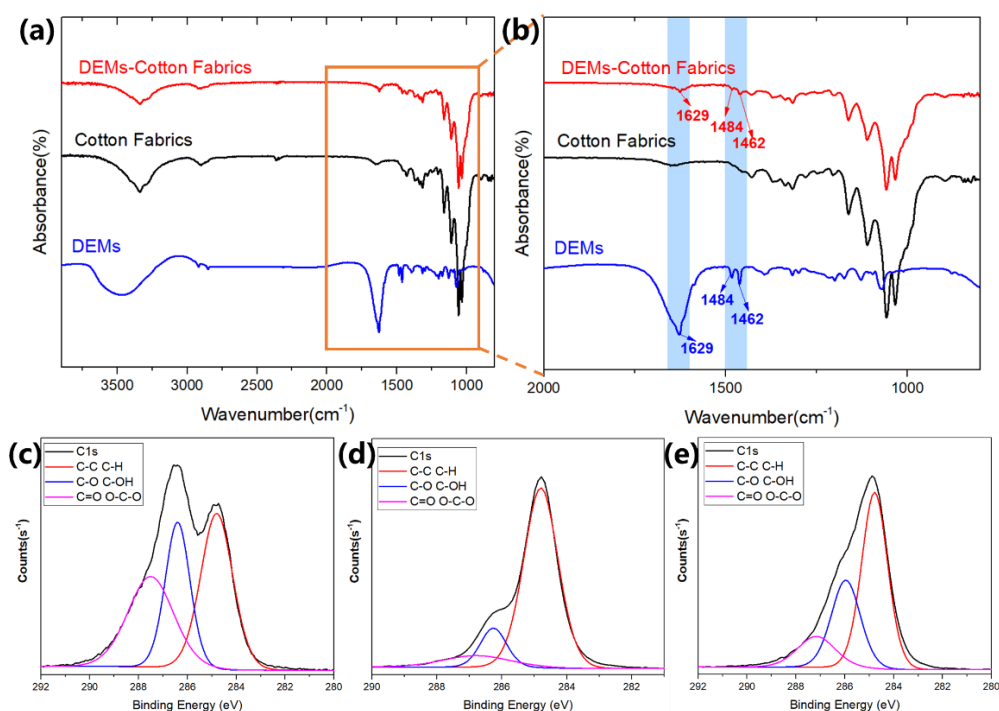 (a)
DEMs-Cotton Fabrics
Cotton Fabrics
DEMs
Absorbance(%)
3500 3000 2500 2000 1500 1000
Wavenumber(cm⁻¹)
(b)
DEMs-Cotton Fabrics
1629
1484
1462
Cotton Fabrics
DEMs
1484
1462
1629
Absorbance(%)
2000 1500 1000
Wavenumber(cm⁻¹)
(c)
C1s
C-C C-H
C-O C-OH
C=O O-C-O
Counts(s⁻¹)
292 290 288 286 284 282 280
Binding Energy (eV)
(d)
C1s
C-C C-H
C-O C-OH
C=O O-C-O
Counts(s⁻¹)
290 288 286 284 282
Binding Energy (eV)
(e)
C1s
C-C C-H
C-O C-OH
C=O O-C-O
Counts(s⁻¹)
292 290 288 286 284 282 280
Binding Energy (eV)